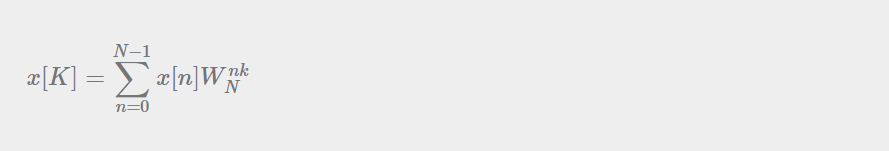 x[K] = \sum_{n=0}^{N-1} x[n]W_N^{nk}